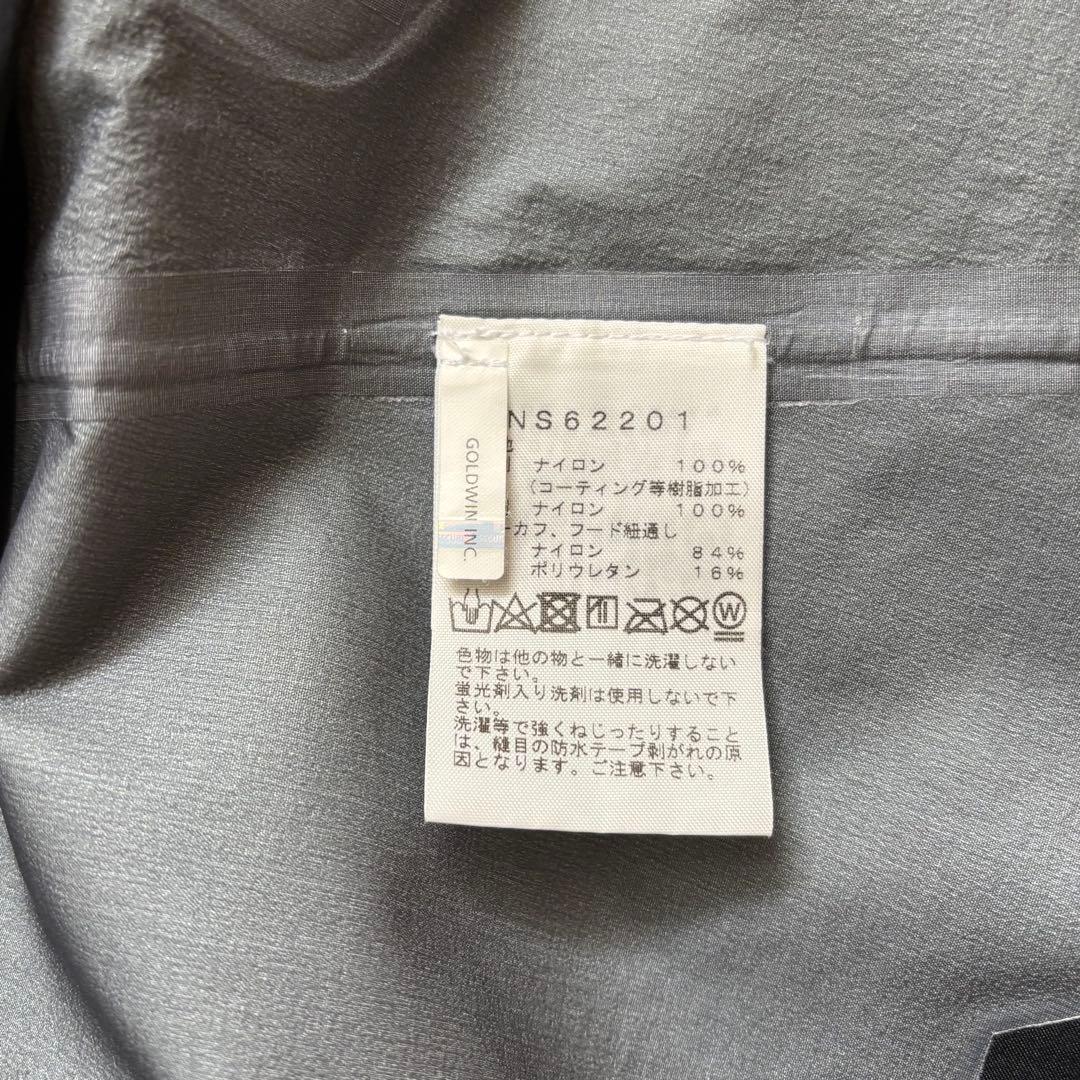 NS62201
ナイロン 100%
(コーティング等樹脂加工)
ナイロン 100%
ーカフ、フード紐通し
ナイロン 84%
ポリウレタン 16%
W
色物は他の物と一緒に洗濯しない
で下さい。
蛍光剤入り洗剤は使用しないで下
さい。
洗濯等で強くねじったりすること
は、縫目の防水テープ剥がれの原
因となります。ご注意下さい。
GOLDWIN INC.